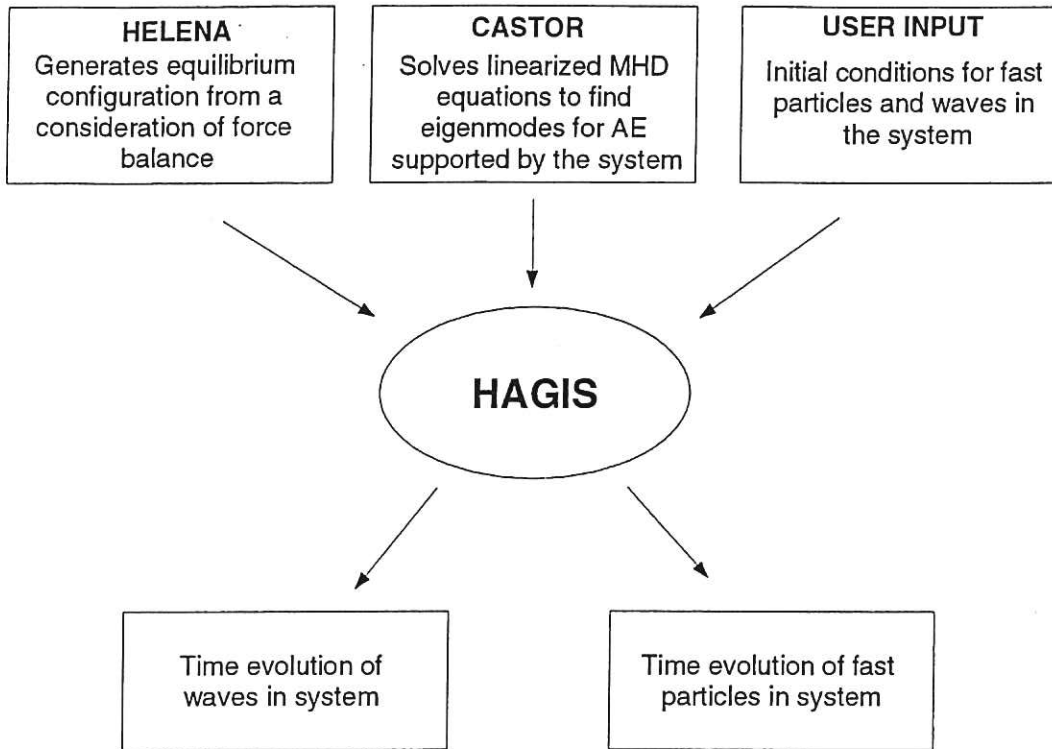 HELENA
Generates equilibrium
configuration from a
consideration of force
balance
CASTOR
Solves linearized MHD
equations to find
eigenmodes for AE
supported by the system
USER INPUT
Initial conditions for fast
particles and waves in
the system
HAGIS
Time evolution of
waves in system
Time evolution of fast
particles in system